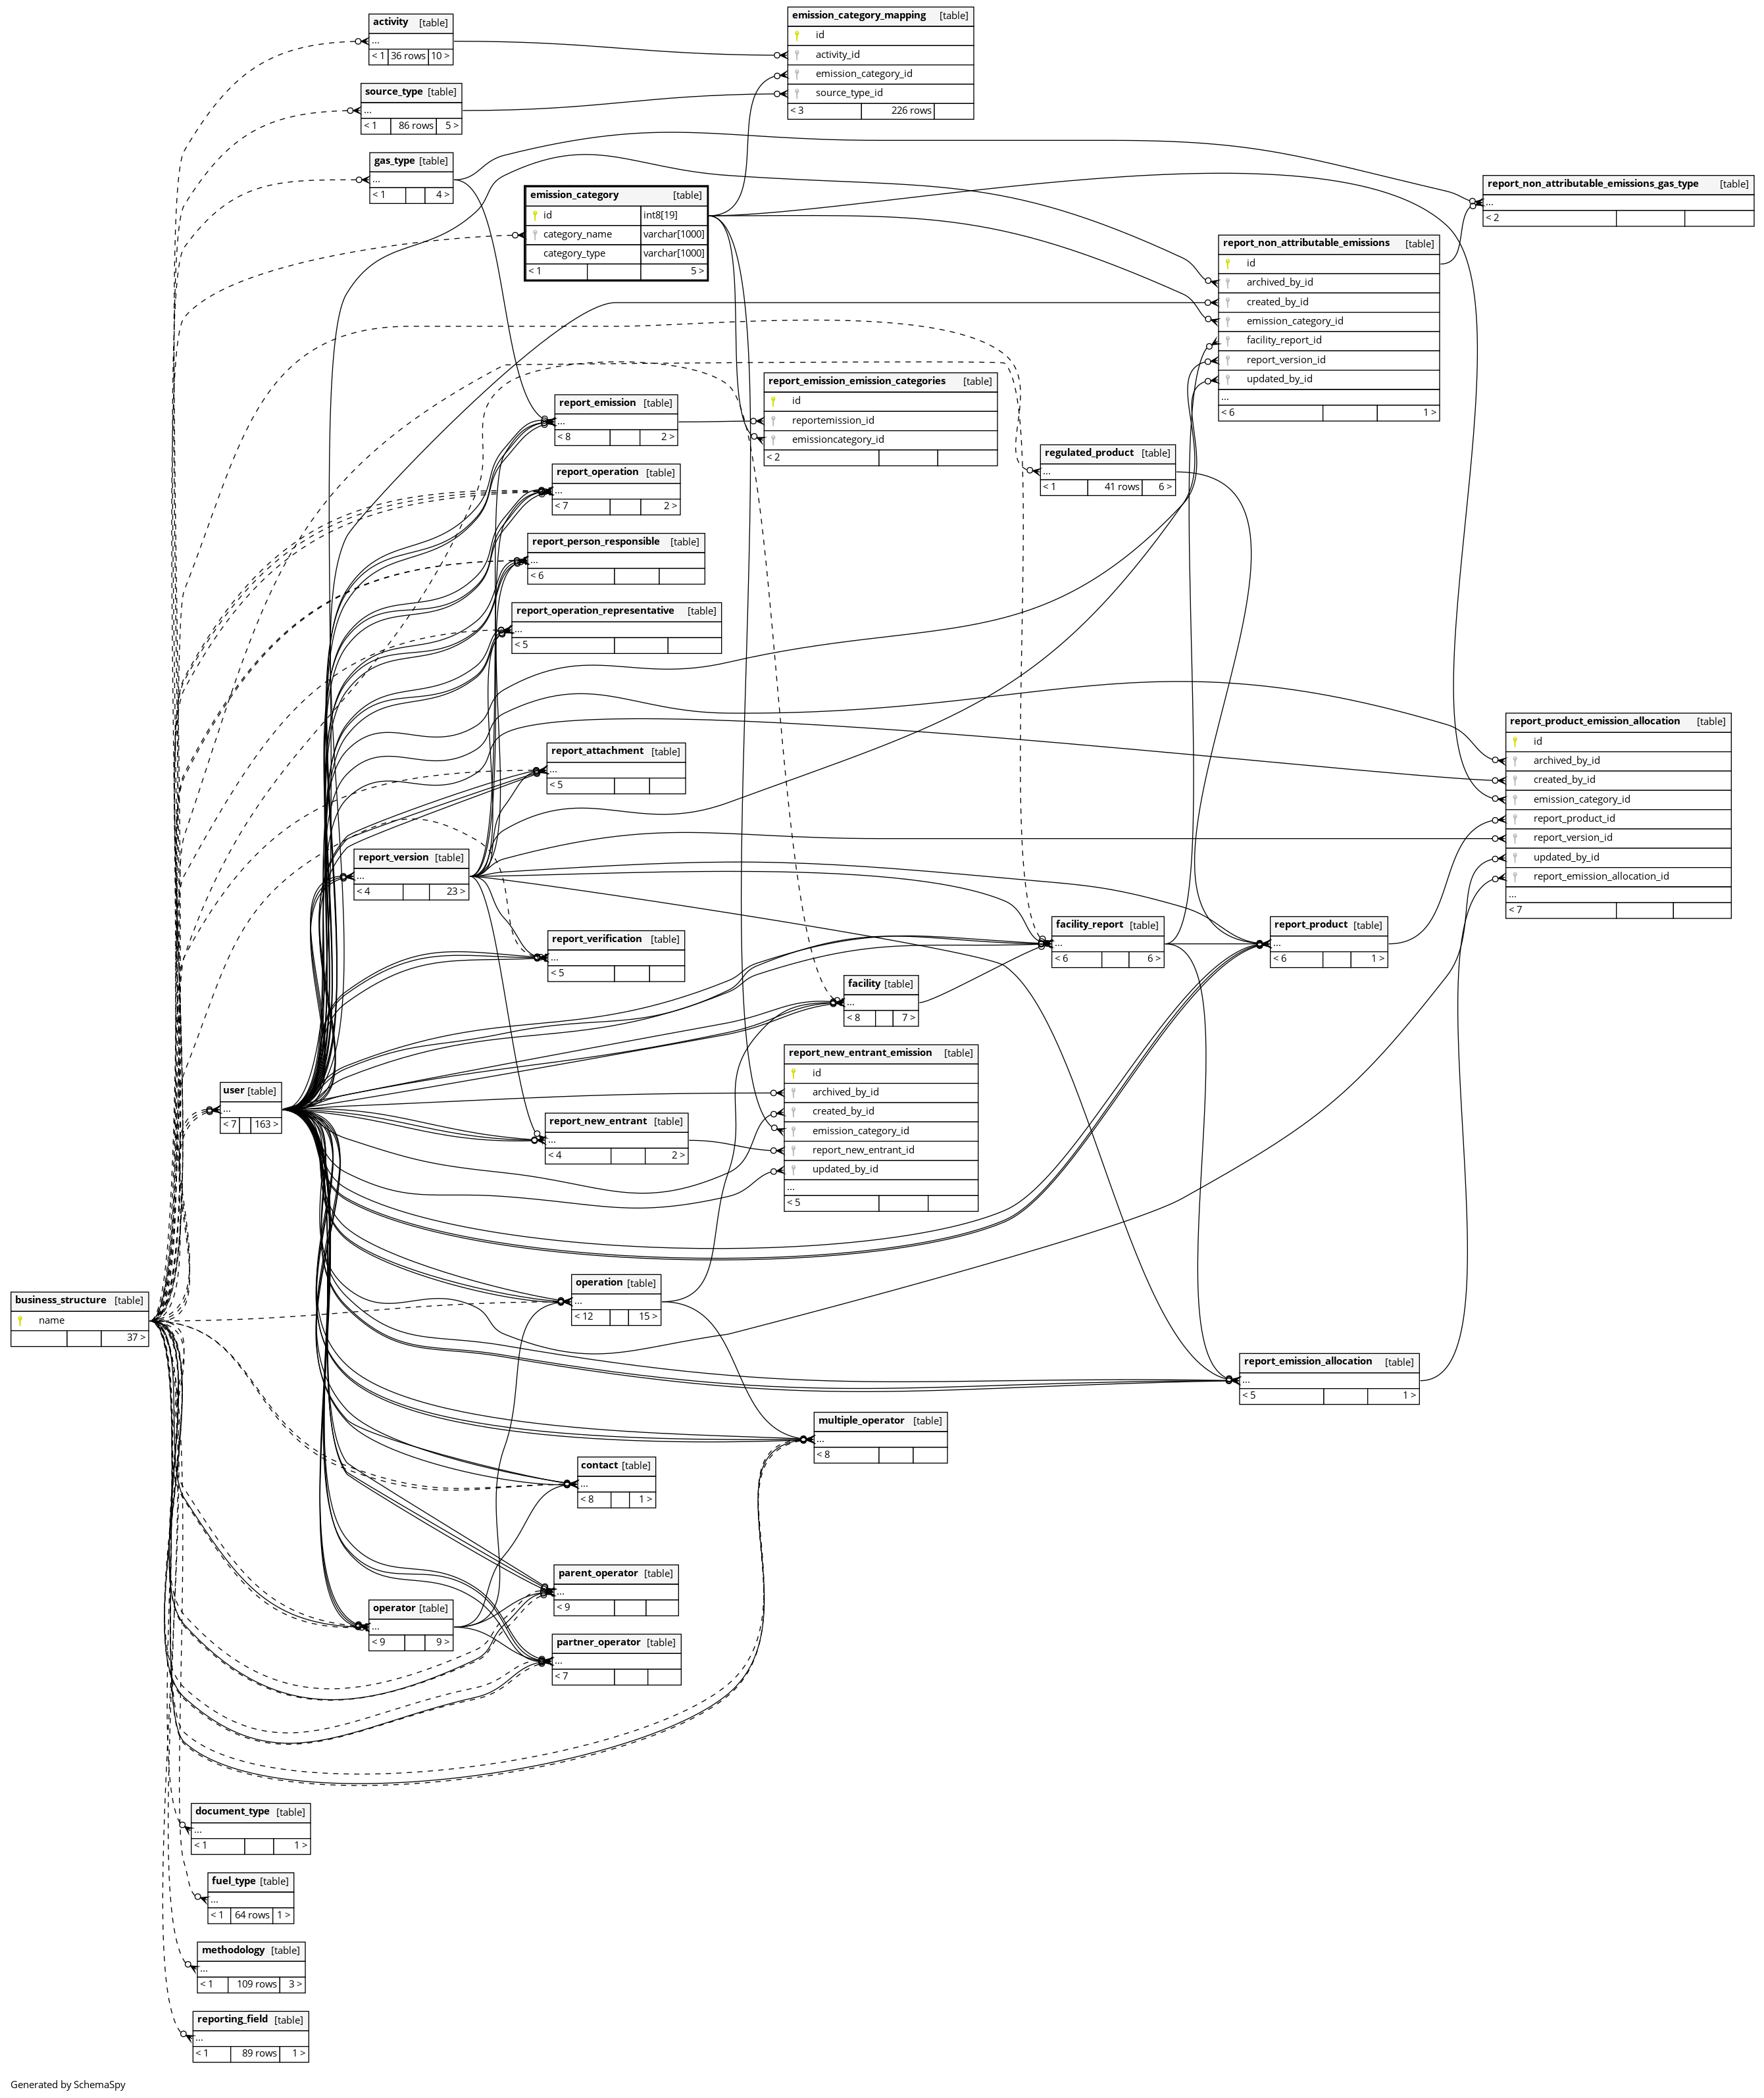 activity [table]
...
< 1 36 rows 10 >
source_type [table]
...
< 1 86 rows 5 >
gas_type [table]
...
< 1 4 >
emission_category_mapping [table]
id
activity_id
emission_category_id
source_type_id
< 3 226 rows
emission_category [table]
id int8[19]
category_name varchar[1000]
category_type varchar[1000]
< 1 5 >
report_non_attributable_emissions_gas_type [table]
...
< 2
report_non_attributable_emissions [table]
id
archived_by_id
created_by_id
emission_category_id
facility_report_id
report_version_id
updated_by_id
...
< 6 1 >
report_emission_emission_categories [table]
id
reportemission_id
emissioncategory_id
< 2
report_emission [table]
...
< 8 2 >
regulated_product [table]
...
< 1 41 rows 6 >
report_operation [table]
...
< 7 2 >
report_person_responsible [table]
...
< 6
report_operation_representative [table]
...
< 5
report_product_emission_allocation [table]
id
archived_by_id
created_by_id
emission_category_id
report_product_id
report_version_id
updated_by_id
report_emission_allocation_id
...
< 7
report_attachment [table]
...
< 5
report_version [table]
...
< 4 23 >
report_verification [table]
...
< 5
facility_report [table]
...
< 6 6 >
report_product [table]
...
< 6 1 >
facility [table]
...
< 8 7 >
report_new_entrant_emission [table]
id
archived_by_id
created_by_id
emission_category_id
report_new_entrant_id
updated_by_id
...
< 5
user [table]
...
< 7 163 >
report_new_entrant [table]
...
< 4 2 >
operation [table]
...
< 12 15 >
business_structure [table]
name
37 >
report_emission_allocation [table]
...
< 5 1 >
multiple_operator [table]
...
< 8
contact [table]
...
< 8 1 >
parent_operator [table]
...
< 9
operator [table]
...
< 9 9 >
partner_operator [table]
...
< 7
document_type [table]
...
< 1 1 >
fuel_type [table]
...
< 1 64 rows 1 >
methodology [table]
...
< 1 109 rows 3 >
reporting_field [table]
...
< 1 89 rows 1 >
Generated by SchemaSpy